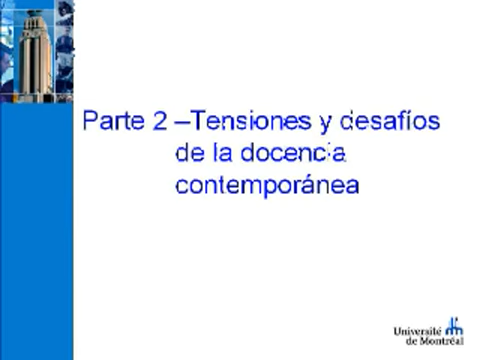 Parte 2 –Tensiones y desafíos
de la docencia
contemporánea
Université
de Montréal